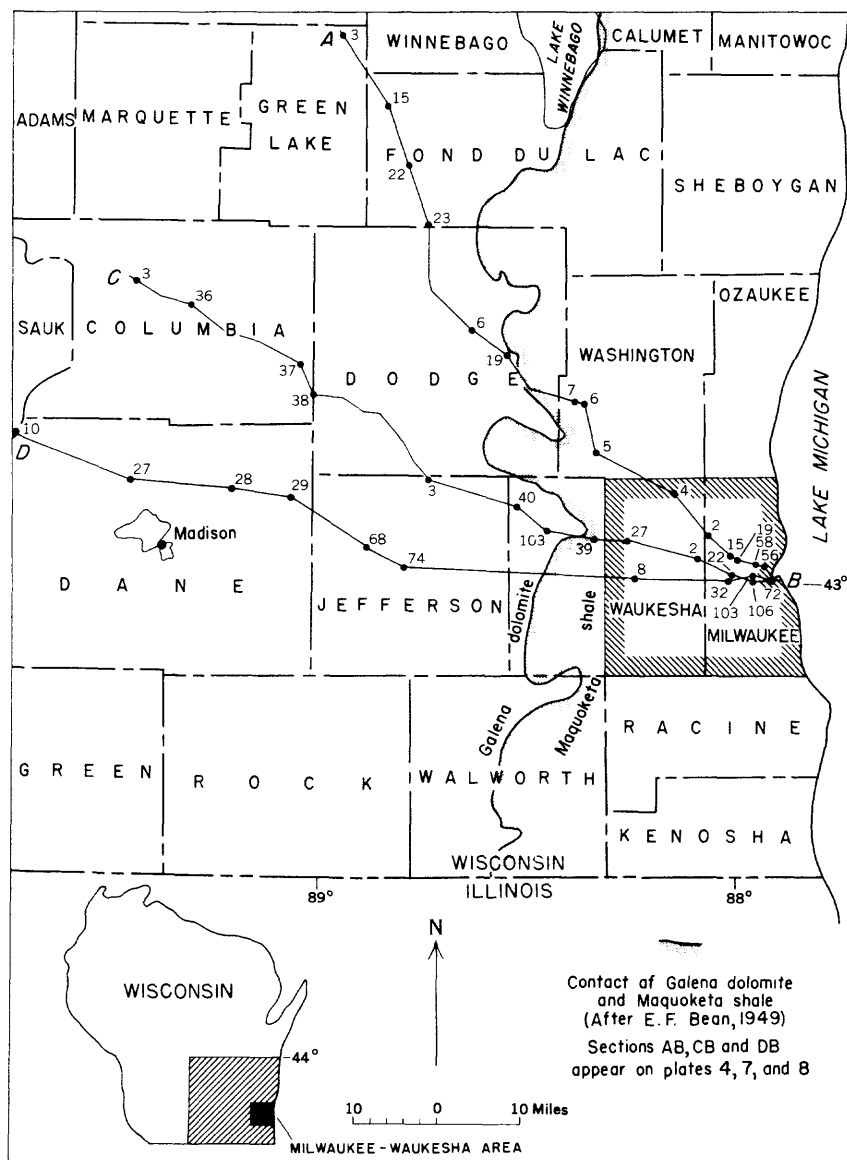 A 3
WINNEBAGO
LAKE WINNEBAGO
CALUMET
MANITOWOC
ADAMS
MARQUETTE
GREEN LAKE
15
FOND DU LAC
22
SHEBOYGAN
23
C 3
36
SAUK
COLUMBIA
37
38
DODGE
6
19
OZAUKEE
WASHINGTON
7 6
5
LAKE MICHIGAN
10
D
27
28
29
Madison
DANE
3
40
103
39
27
4
2
15
19
58
56
2
22
B
43°
68
74
8
32
103
106
72
JEFFERSON
WAUKESHA
MILWAUKEE
dolomite
shale
Galena
Maquoketa
RACINE
GREEN
ROCK
WALWORTH
KENOSHA
WISCONSIN
ILLINOIS
89°
88°
N
WISCONSIN
44°
Contact of Galena dolomite
and Maquoketa shale
(After E. F. Bean, 1949)
Sections AB, CB and DB
appear on plates 4, 7, and 8
10 0 10 Miles
MILWAUKEE-WAUKESHA AREA